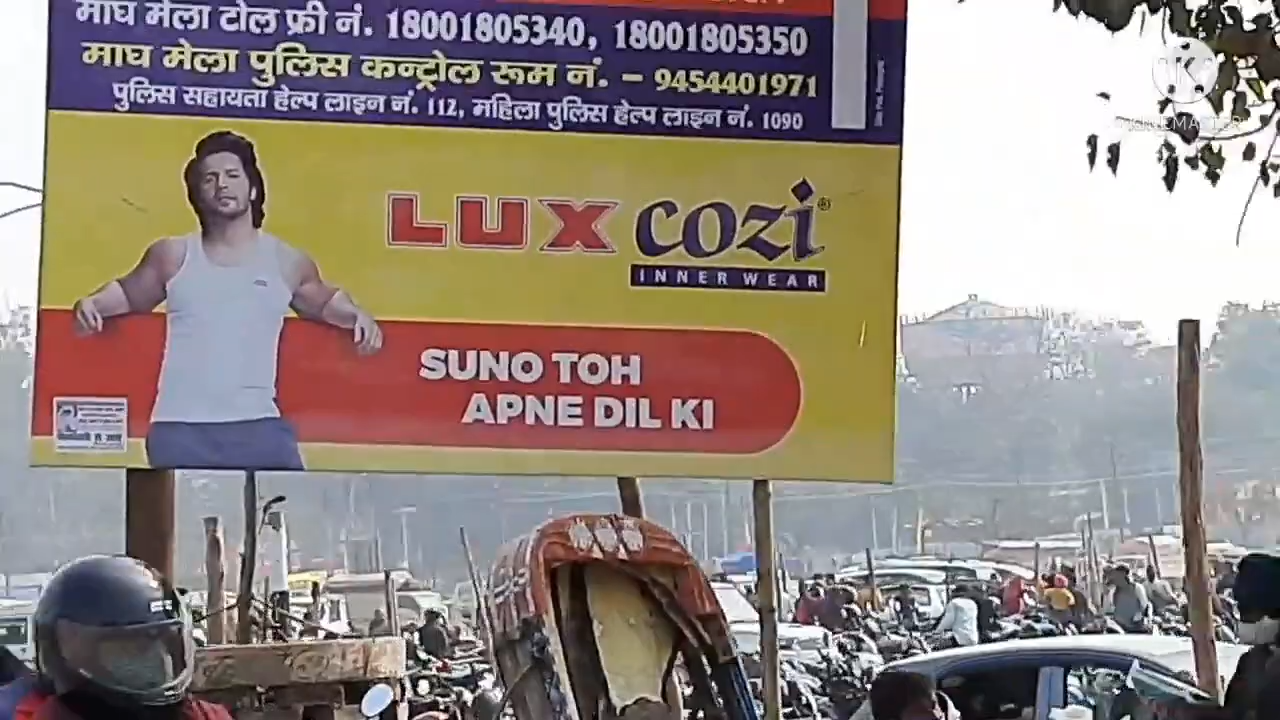 माघ मेला टोल फ्री नं. 18001805340, 18001805350
माघ मेला पुलिस कन्ट्रोल रूम नं. – 9454401971
पुलिस सहायता हेल्प लाइन नं. 112, महिला पुलिस हेल्प लाइन नं. 1090
LUX cozi®
INNER WEAR
SUNO TOH
APNE DIL KI
K
KINEMASTER